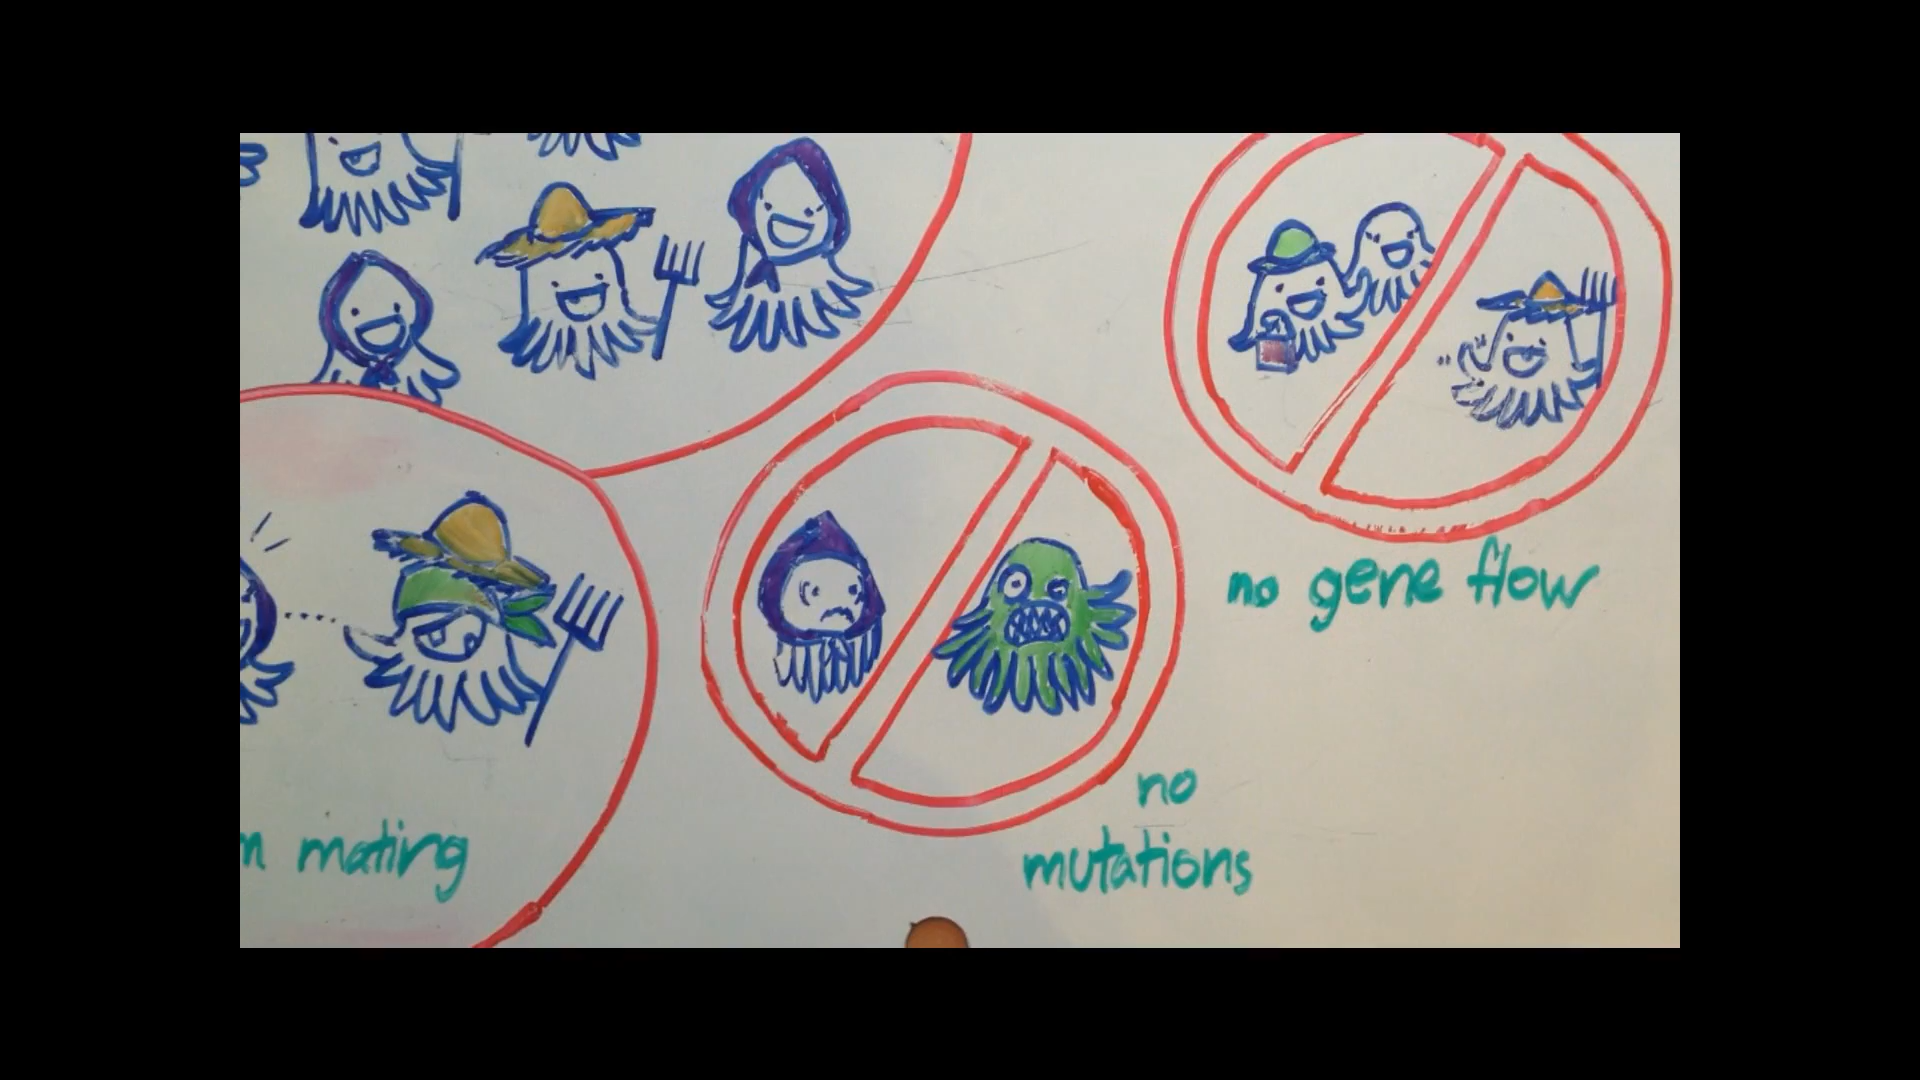 no gene flow
no
mutations
mating